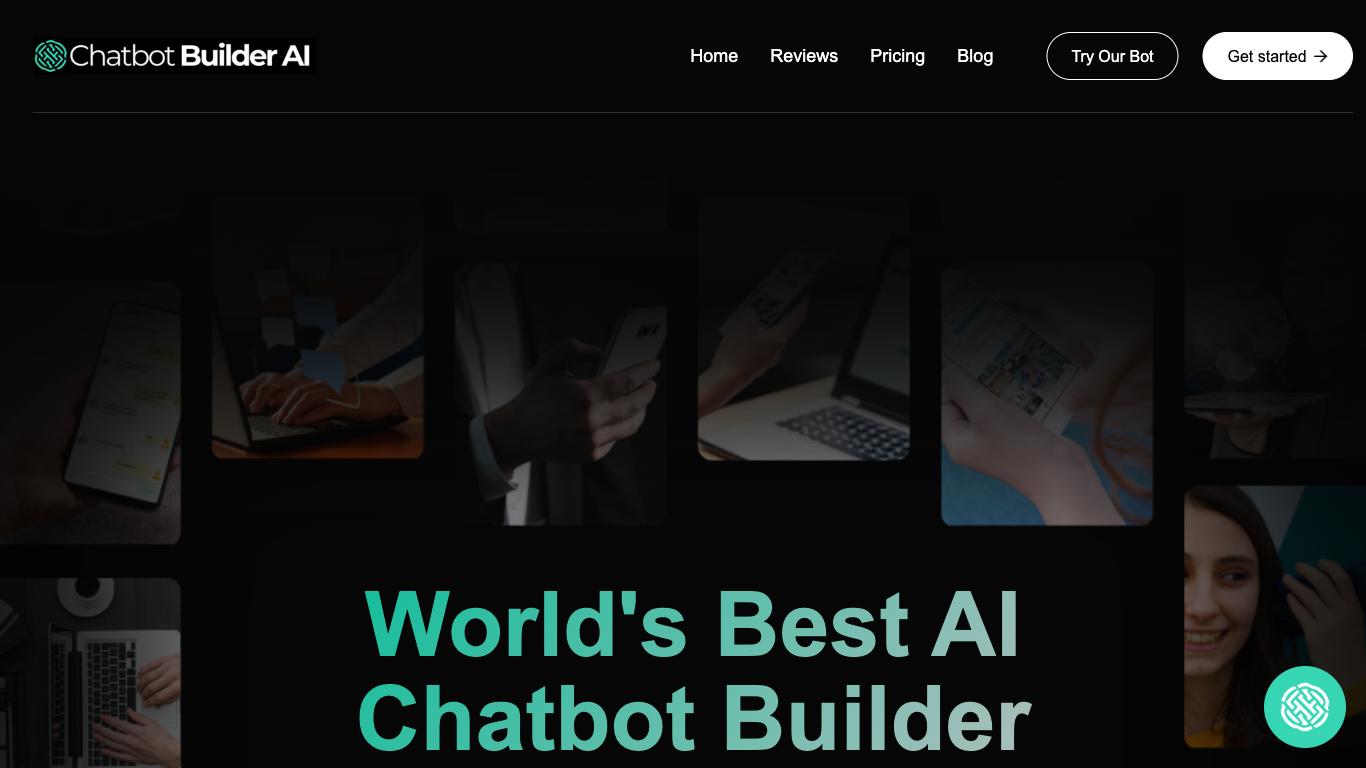 Chatbot Builder AI
Home
Reviews
Pricing
Blog
Try Our Bot
Get started →
World's Best AI
Chatbot Builder